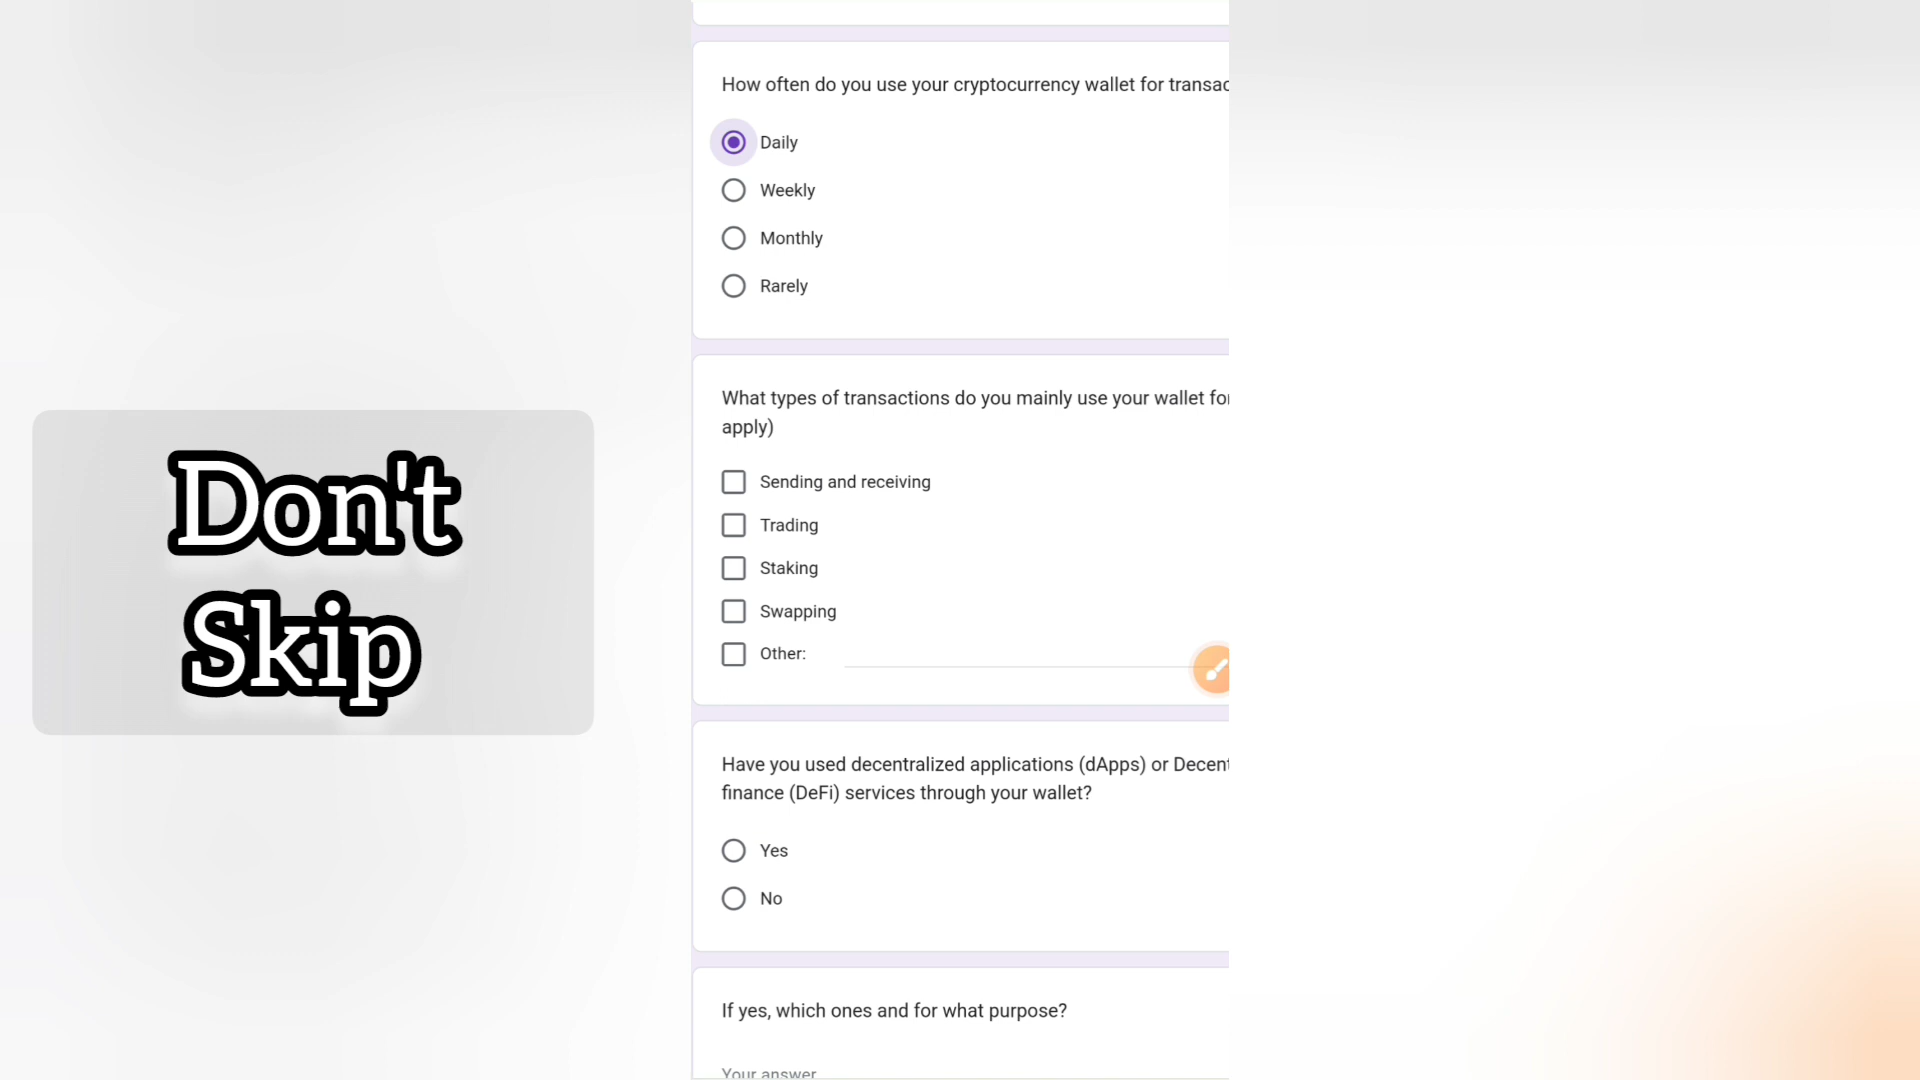 Don't
Skip
How often do you use your cryptocurrency wallet for
Daily
Weekly
Monthly
Rarely
What types of transactions do you mainly use your wallet
apply)
Sending and receiving
Trading
Staking
Swapping
Other:
Have you used decentralized applications (dApps) or
finance (DeFi) services through your wallet?
Yes
No
If yes, which ones and for what purpose?
Your answer